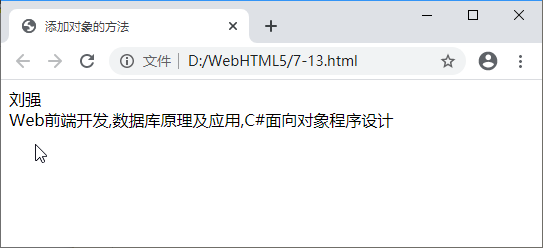 添加对象的方法
文件 D:/WebHTML5/7-13.html
刘强
Web前端开发,数据库原理及应用,C#面向对象程序设计